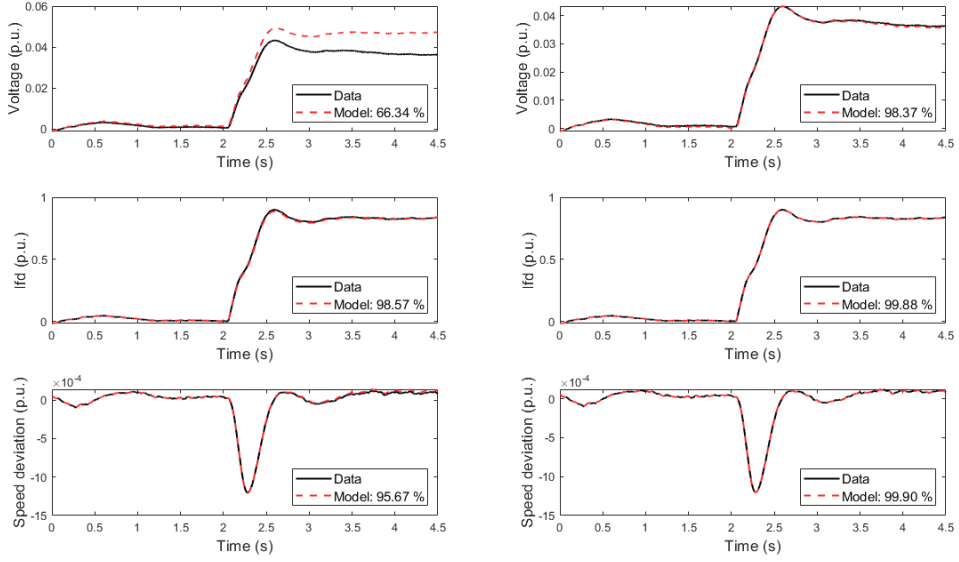 0.06
0.04
0.02
0
Voltage (p.u.)
Data
Model: 66.34 %
0 0.5 1 1.5 2 2.5 3 3.5 4 4.5
Time (s)
0.04
0.03
0.02
0.01
0
Voltage (p.u.)
Data
Model: 98.37 %
0 0.5 1 1.5 2 2.5 3 3.5 4 4.5
Time (s)
1
0.5
0
Ifd (p.u.)
Data
Model: 98.57 %
0 0.5 1 1.5 2 2.5 3 3.5 4 4.5
Time (s)
1
0.5
0
Ifd (p.u.)
Data
Model: 99.88 %
0 0.5 1 1.5 2 2.5 3 3.5 4 4.5
Time (s)
×10-4
0
-5
-10
-15
Speed deviation (p.u.)
Data
Model: 95.67 %
0 0.5 1 1.5 2 2.5 3 3.5 4 4.5
Time (s)
×10-4
0
-5
-10
-15
Speed deviation (p.u.)
Data
Model: 99.90 %
0 0.5 1 1.5 2 2.5 3 3.5 4 4.5
Time (s)